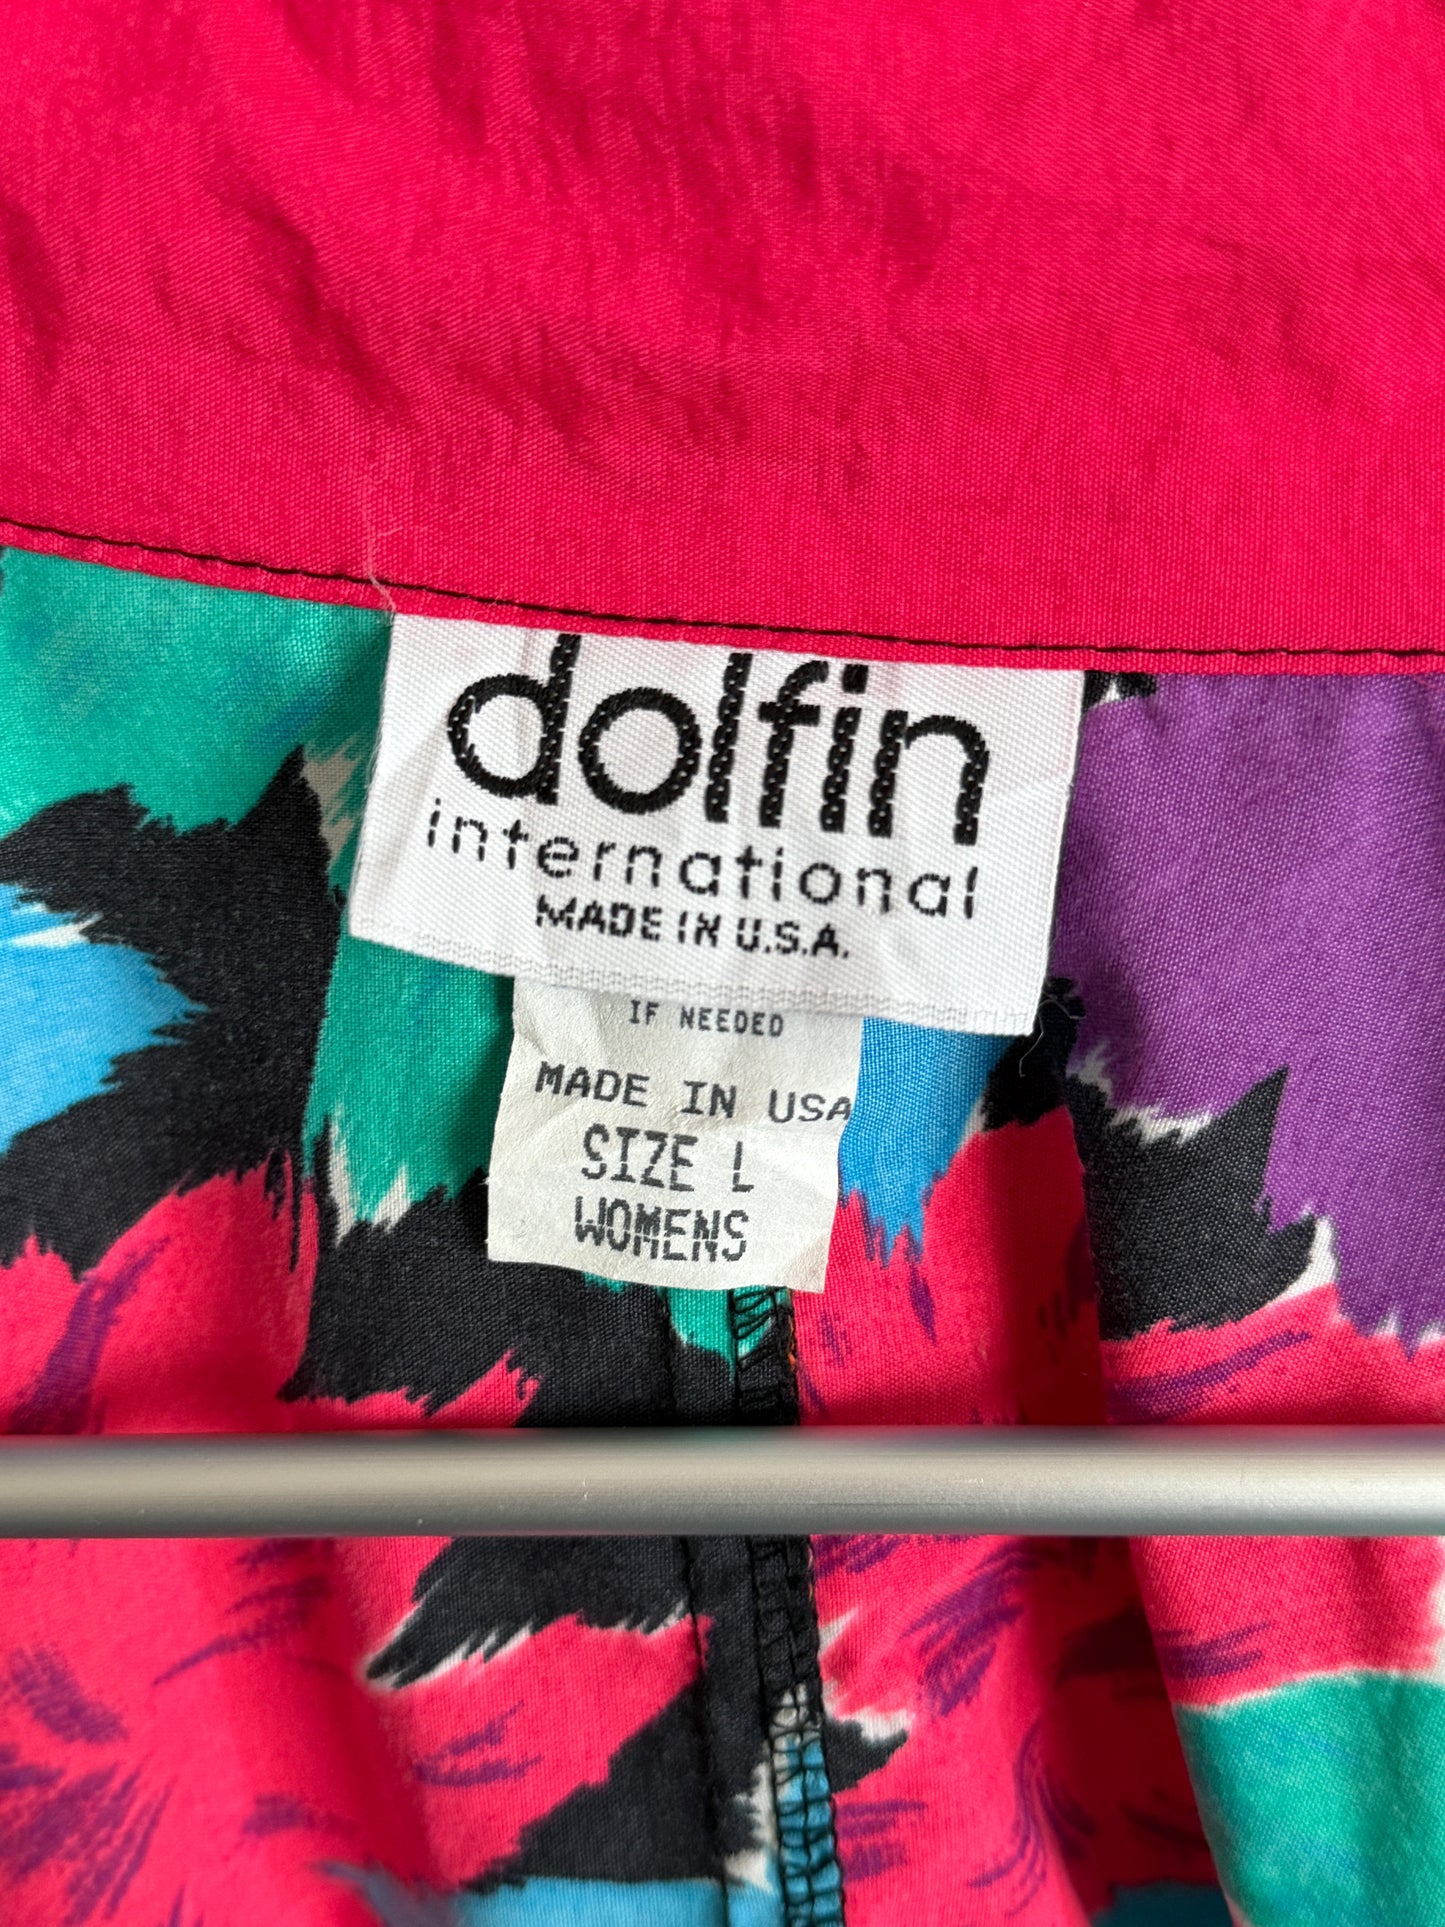 dolfin
international
MADE IN U.S.A.
IF NEEDED
MADE IN USA
SIZE L
WOMENS